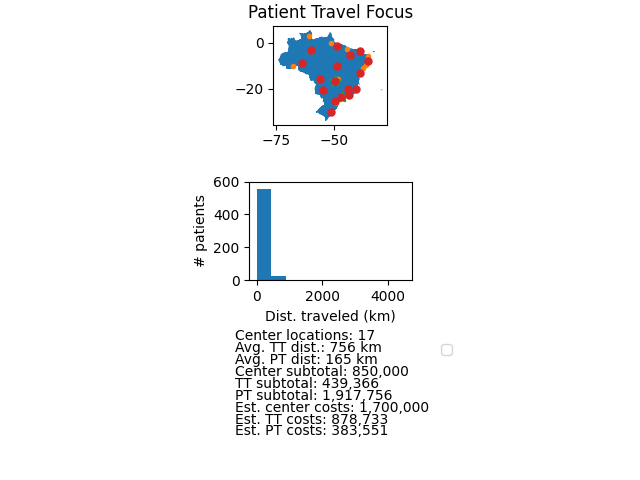 Patient Travel Focus
0
−20
−75
−50
600
400
200
0
# patients
0
2000
4000
Dist. traveled (km)
Center locations: 17
Avg. TT dist.: 756 km
Avg. PT dist: 165 km
Center subtotal: 850,000
TT subtotal: 439,366
PT subtotal: 1,917,756
Est. center costs: 1,700,000
Est. TT costs: 878,733
Est. PT costs: 383,551